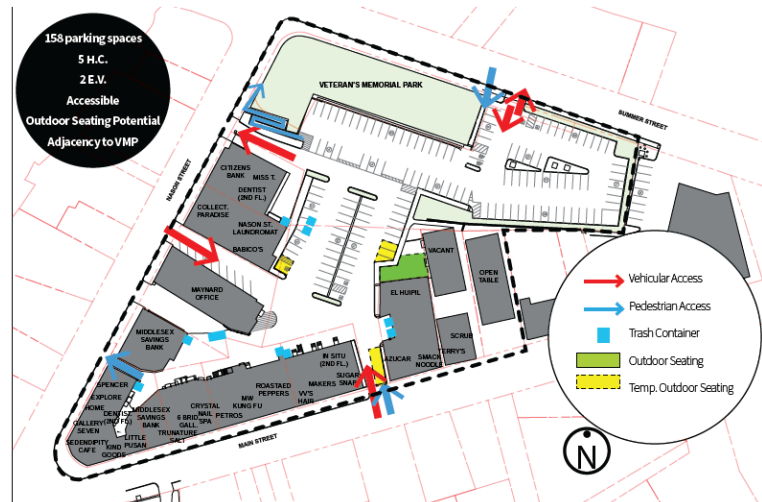 158 parking spaces
5 H.C.
2 E.V.
Accessible
Outdoor Seating Potential
Adjacency to VMP
VETERAN'S MEMORIAL PARK
SUMMER STREET
NASON STREET
CITIZENS
BANK
MISS T.
DENTIST
(2ND FL.)
COLLECT.
PARADISE
NASON ST.
LAUNDROMAT
BABICO'S
MAYNARD
OFFICE
VACANT
OPEN
TABLE
EL HUIPIL
MIDDLESEX
SAVINGS
BANK
IN SITU
(2ND FL.)
AZUCAR
SCRUB
TERRY'S
SMACK
NOODLE
SUGAR
SNAP
MAKERS
ROASTAED
PEPPERS
VV'S
HAIR
MW
KUNG FU
PETROS
CRYSTAL
NAIL
SPA
6 BRID.
GALL.
TRUNATURE
SALT
MIDDLESEX
SAVINGS
BANK
SPENCER
EXPLORE
HOME
DENTIST
(2ND FL.)
GALLERY
SEVEN
SEDENDIPITY
CAFE
LITTLE
PUSAN
KIND
GOODS
MAIN STREET
Vehicular Access
Pedestrian Access
Trash Container
Outdoor Seating
Temp. Outdoor Seating
N